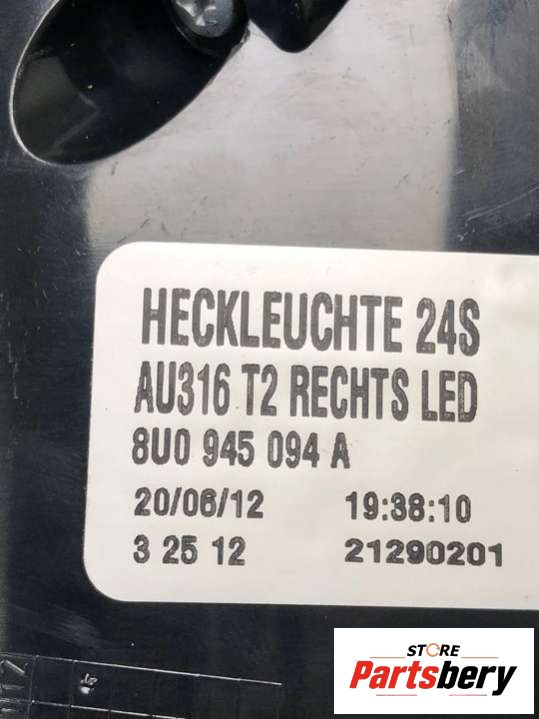 HECKLEUCHTE 24S
AU316 T2 RECHTS LED
8U0 945 094 A
20/06/12 19:38:10
3 25 12 21290201
STORE
Partsbery